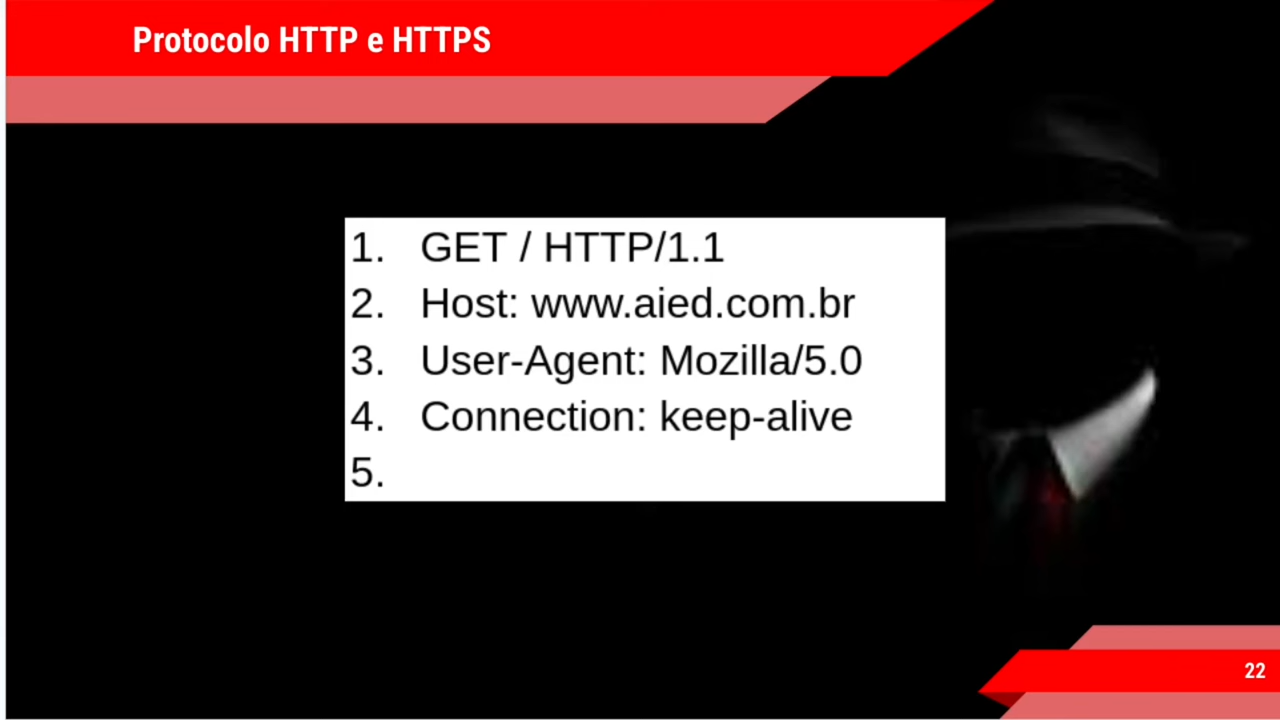 Protocolo HTTP e HTTPS
1. GET / HTTP/1.1
2. Host: www.aied.com.br
3. User-Agent: Mozilla/5.0
4. Connection: keep-alive
5.
22